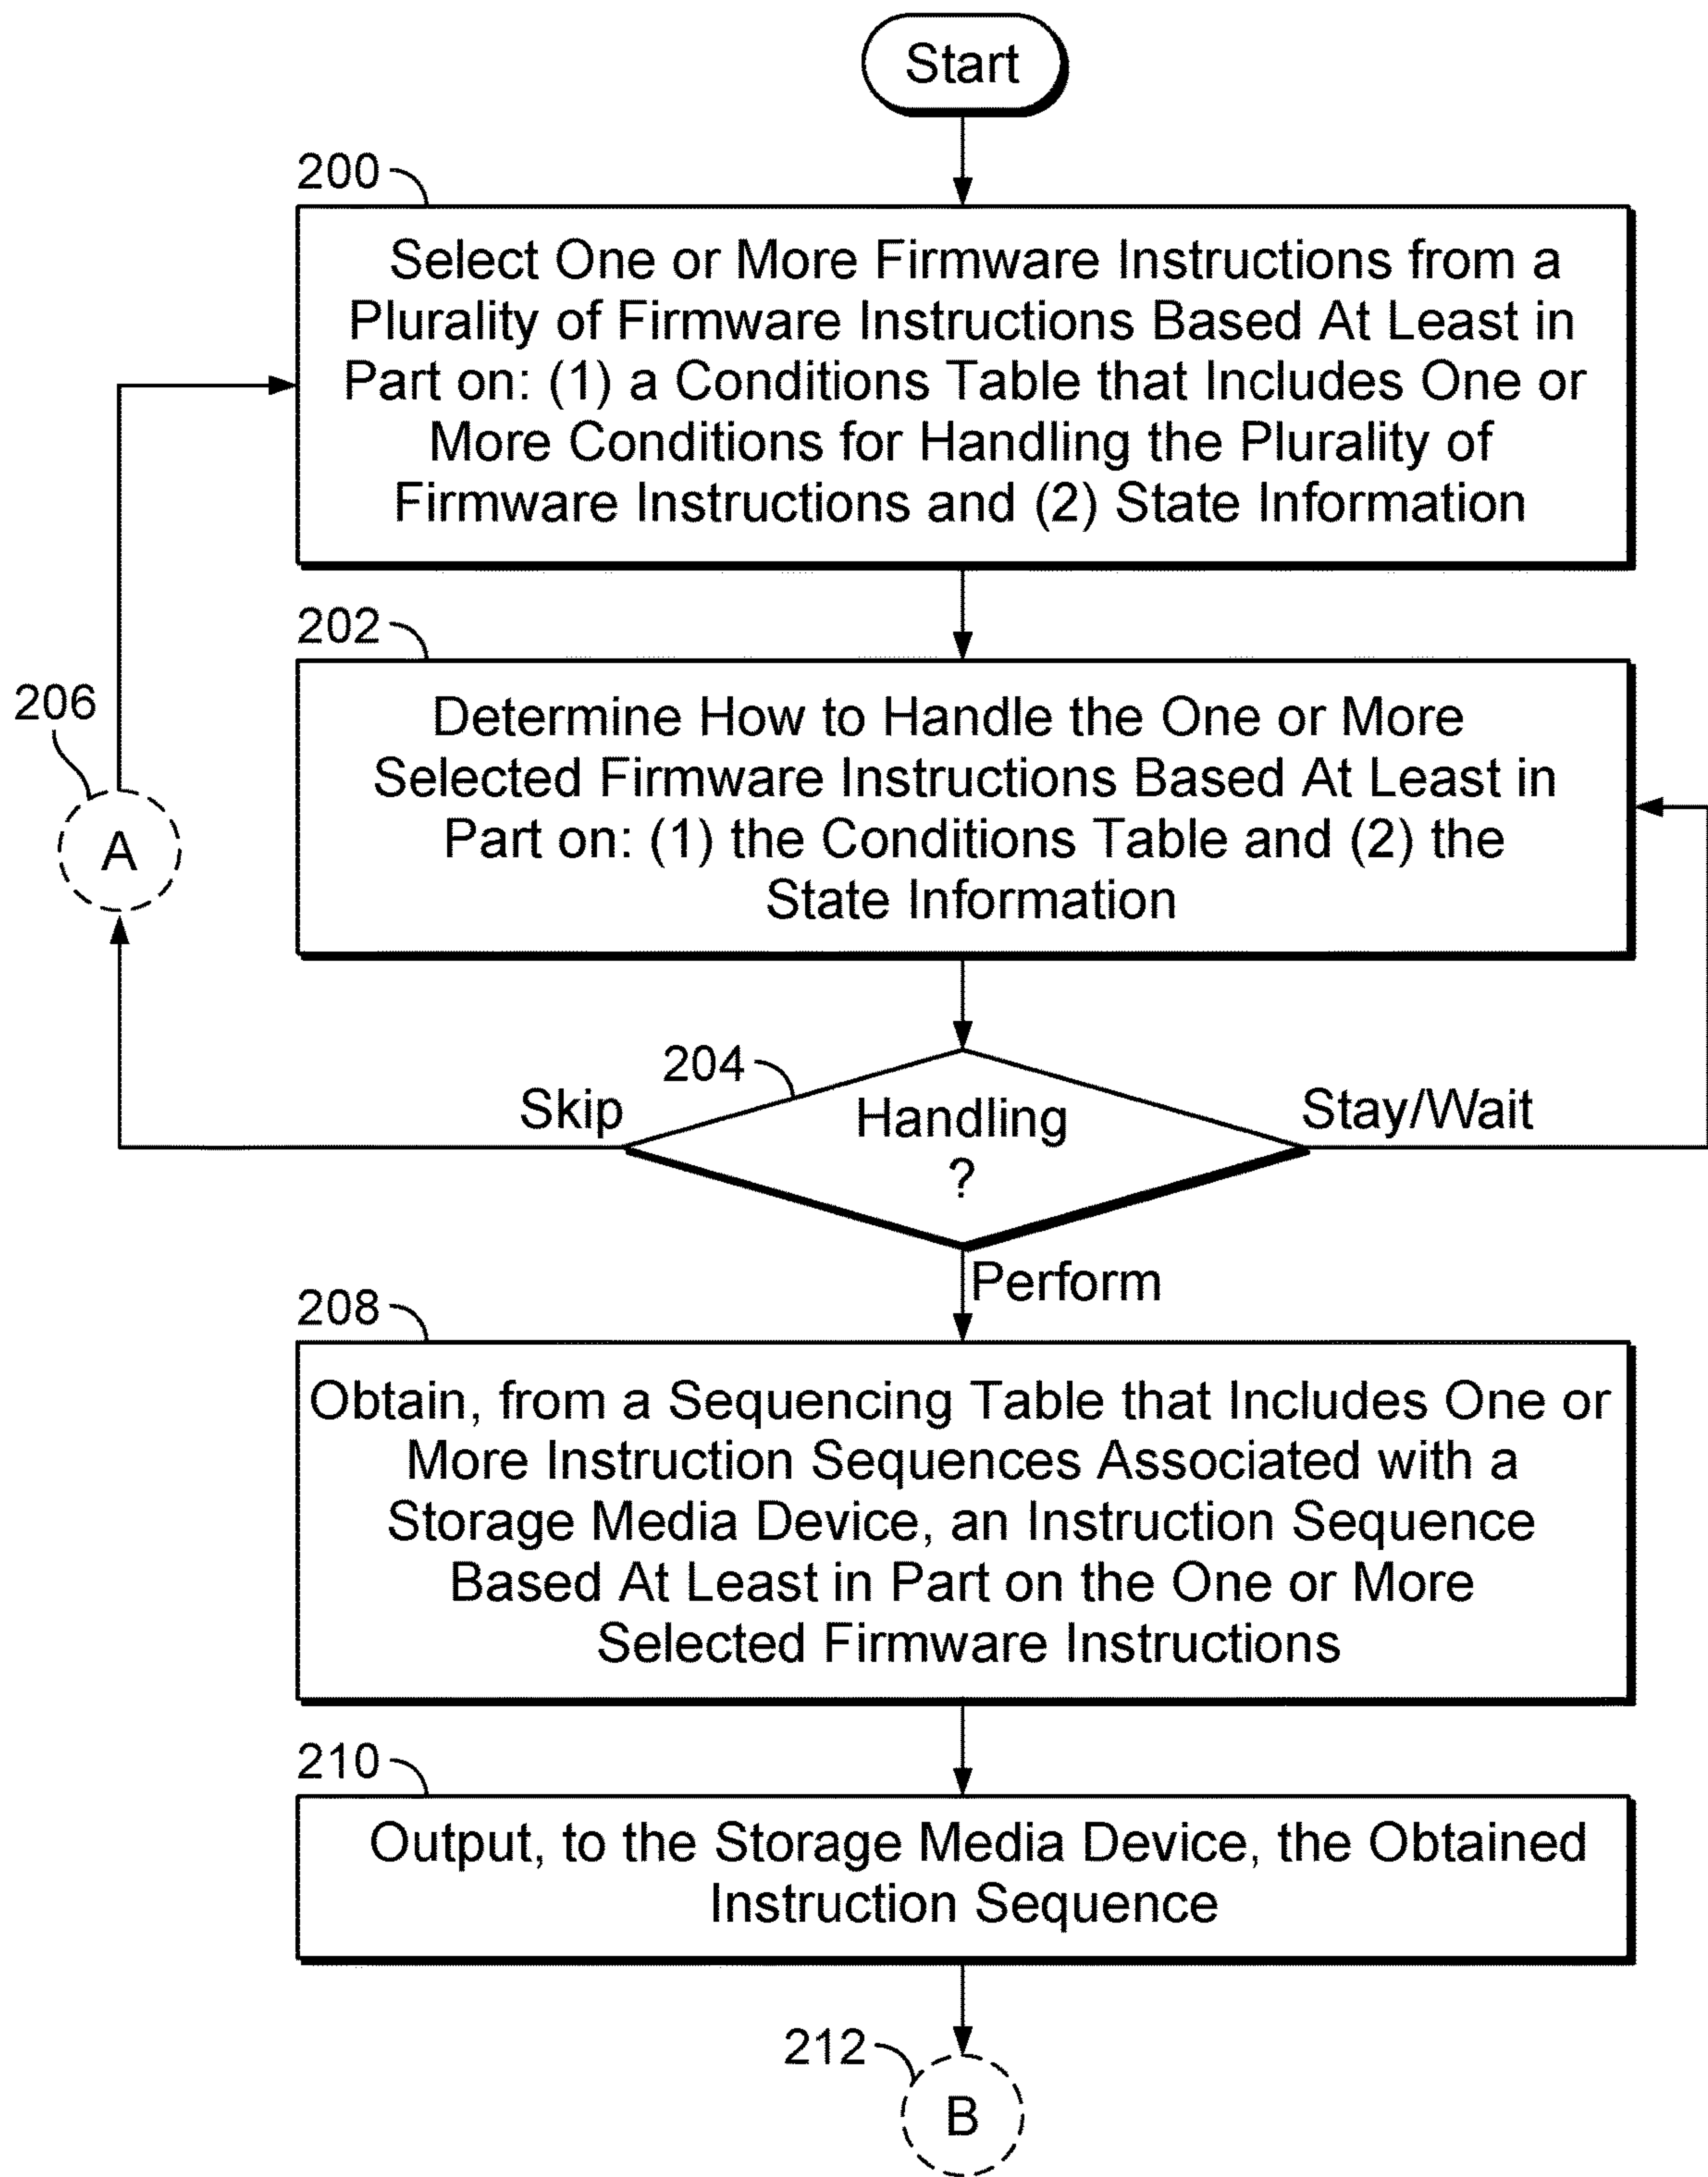 Start
200
Select One or More Firmware Instructions from a
Plurality of Firmware Instructions Based At Least in
Part on: (1) a Conditions Table that Includes One or
More Conditions for Handling the Plurality of
Firmware Instructions and (2) State Information
202
Determine How to Handle the One or More
Selected Firmware Instructions Based At Least in
Part on: (1) the Conditions Table and (2) the
State Information
206
A
204
Skip
Handling
?
Stay/Wait
Perform
208
Obtain, from a Sequencing Table that Includes One or
More Instruction Sequences Associated with a
Storage Media Device, an Instruction Sequence
Based At Least in Part on the One or More
Selected Firmware Instructions
210
Output, to the Storage Media Device, the Obtained
Instruction Sequence
212
B